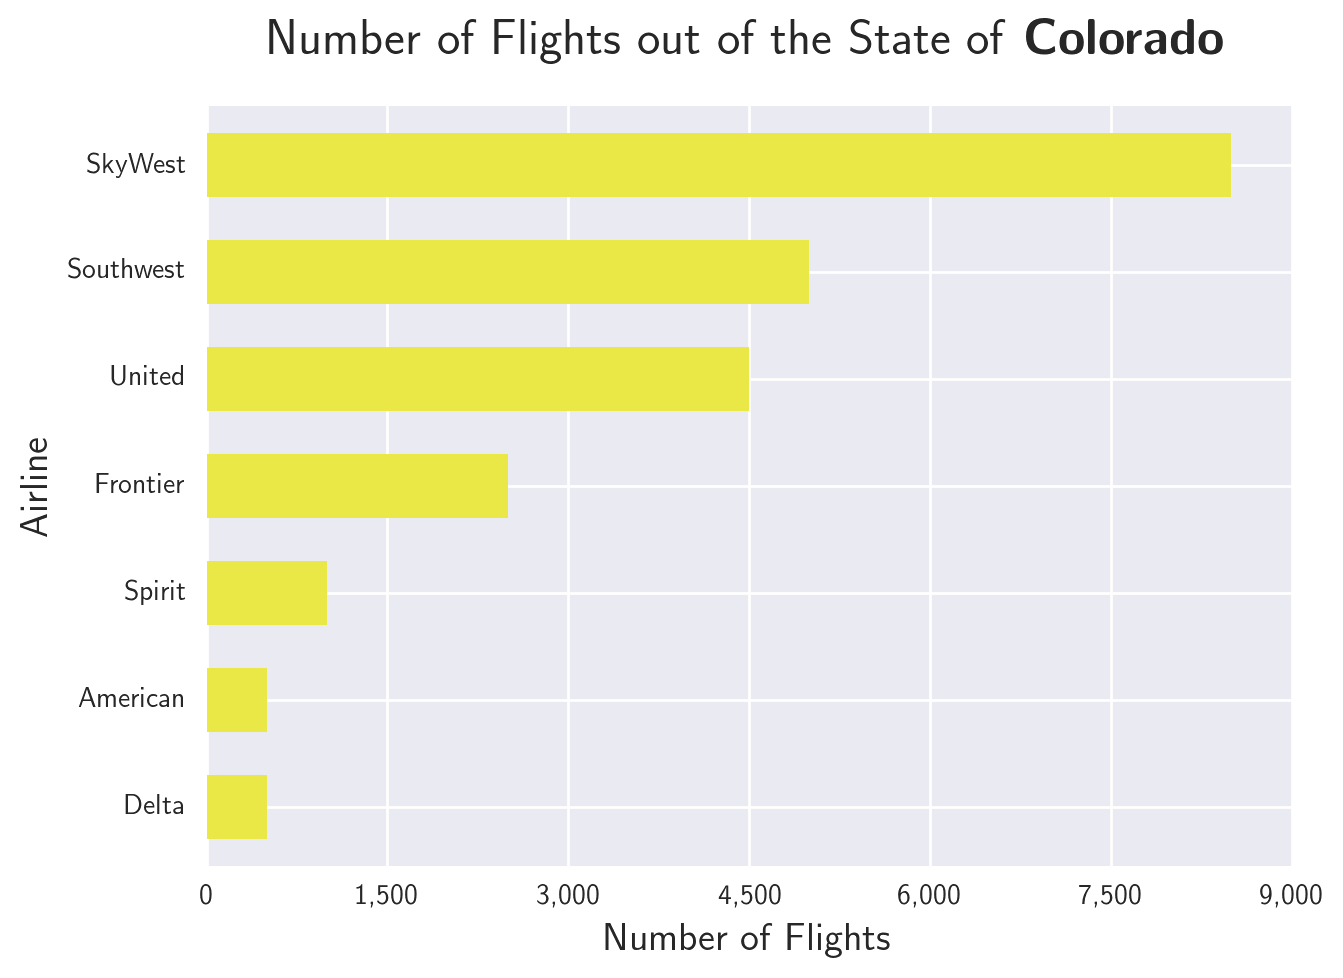 Number of Flights out of the State of Colorado
Airline
SkyWest
Southwest
United
Frontier
Spirit
American
Delta
0 1,500 3,000 4,500 6,000 7,500 9,000
Number of Flights